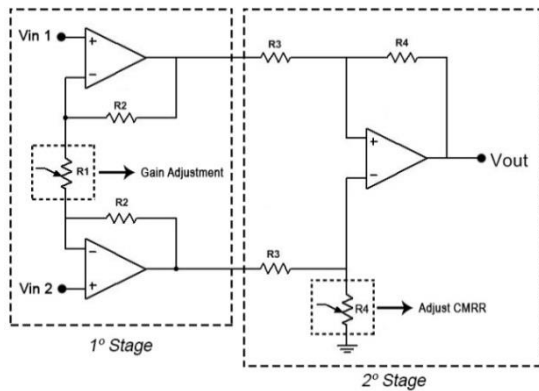 Vin 1
+
−
R2
R1
Gain Adjustment
R2
−
+
Vin 2
1º Stage
R3
R4
+
−
Vout
R3
R4
Adjust CMRR
2º Stage